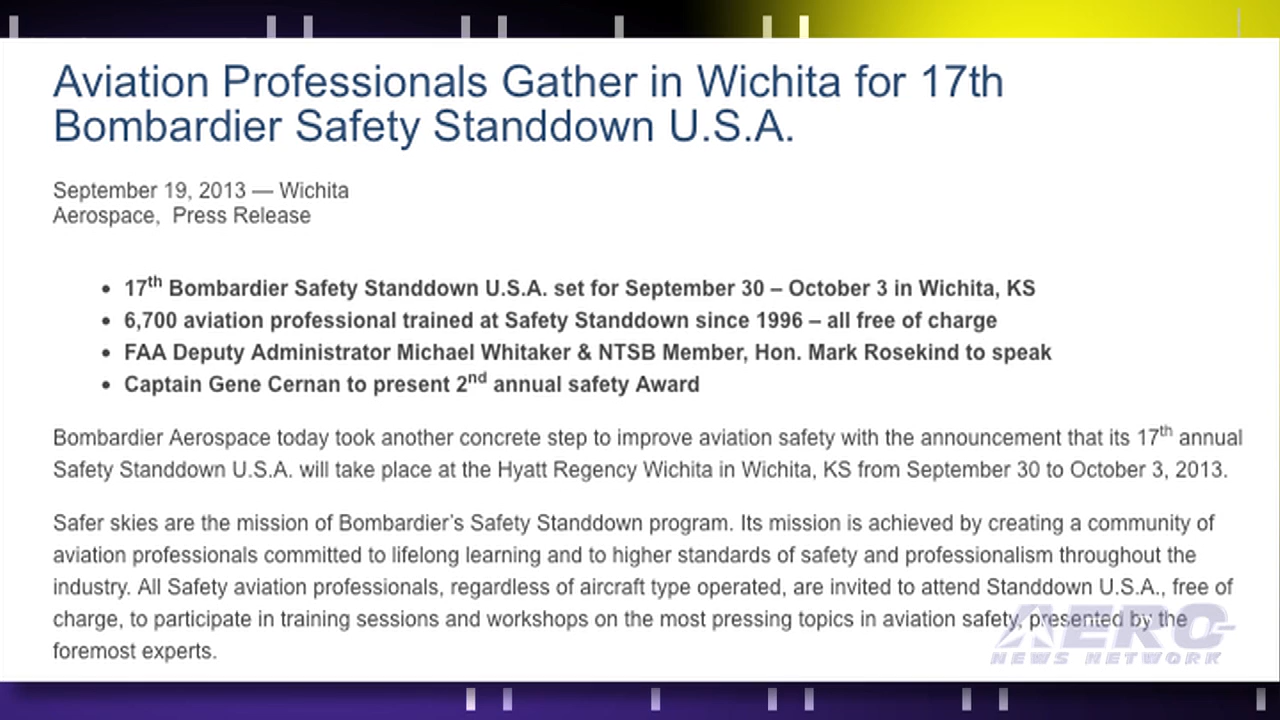 Aviation Professionals Gather in Wichita for 17th
Bombardier Safety Standdown U.S.A.
September 19, 2013 — Wichita
Aerospace,  Press Release
• 17th Bombardier Safety Standdown U.S.A. set for September 30 – October 3 in Wichita, KS
• 6,700 aviation professional trained at Safety Standdown since 1996 – all free of charge
• FAA Deputy Administrator Michael Whitaker & NTSB Member, Hon. Mark Rosekind to speak
• Captain Gene Cernan to present 2nd annual safety Award
Bombardier Aerospace today took another concrete step to improve aviation safety with the announcement that its 17th annual
Safety Standdown U.S.A. will take place at the Hyatt Regency Wichita in Wichita, KS from September 30 to October 3, 2013.
Safer skies are the mission of Bombardier’s Safety Standdown program. Its mission is achieved by creating a community of
aviation professionals committed to lifelong learning and to higher standards of safety and professionalism throughout the
industry. All Safety aviation professionals, regardless of aircraft type operated, are invited to attend Standdown U.S.A., free of
charge, to participate in training sessions and workshops on the most pressing topics in aviation safety, presented by the
foremost experts.
AERO
NEWS NETWORK